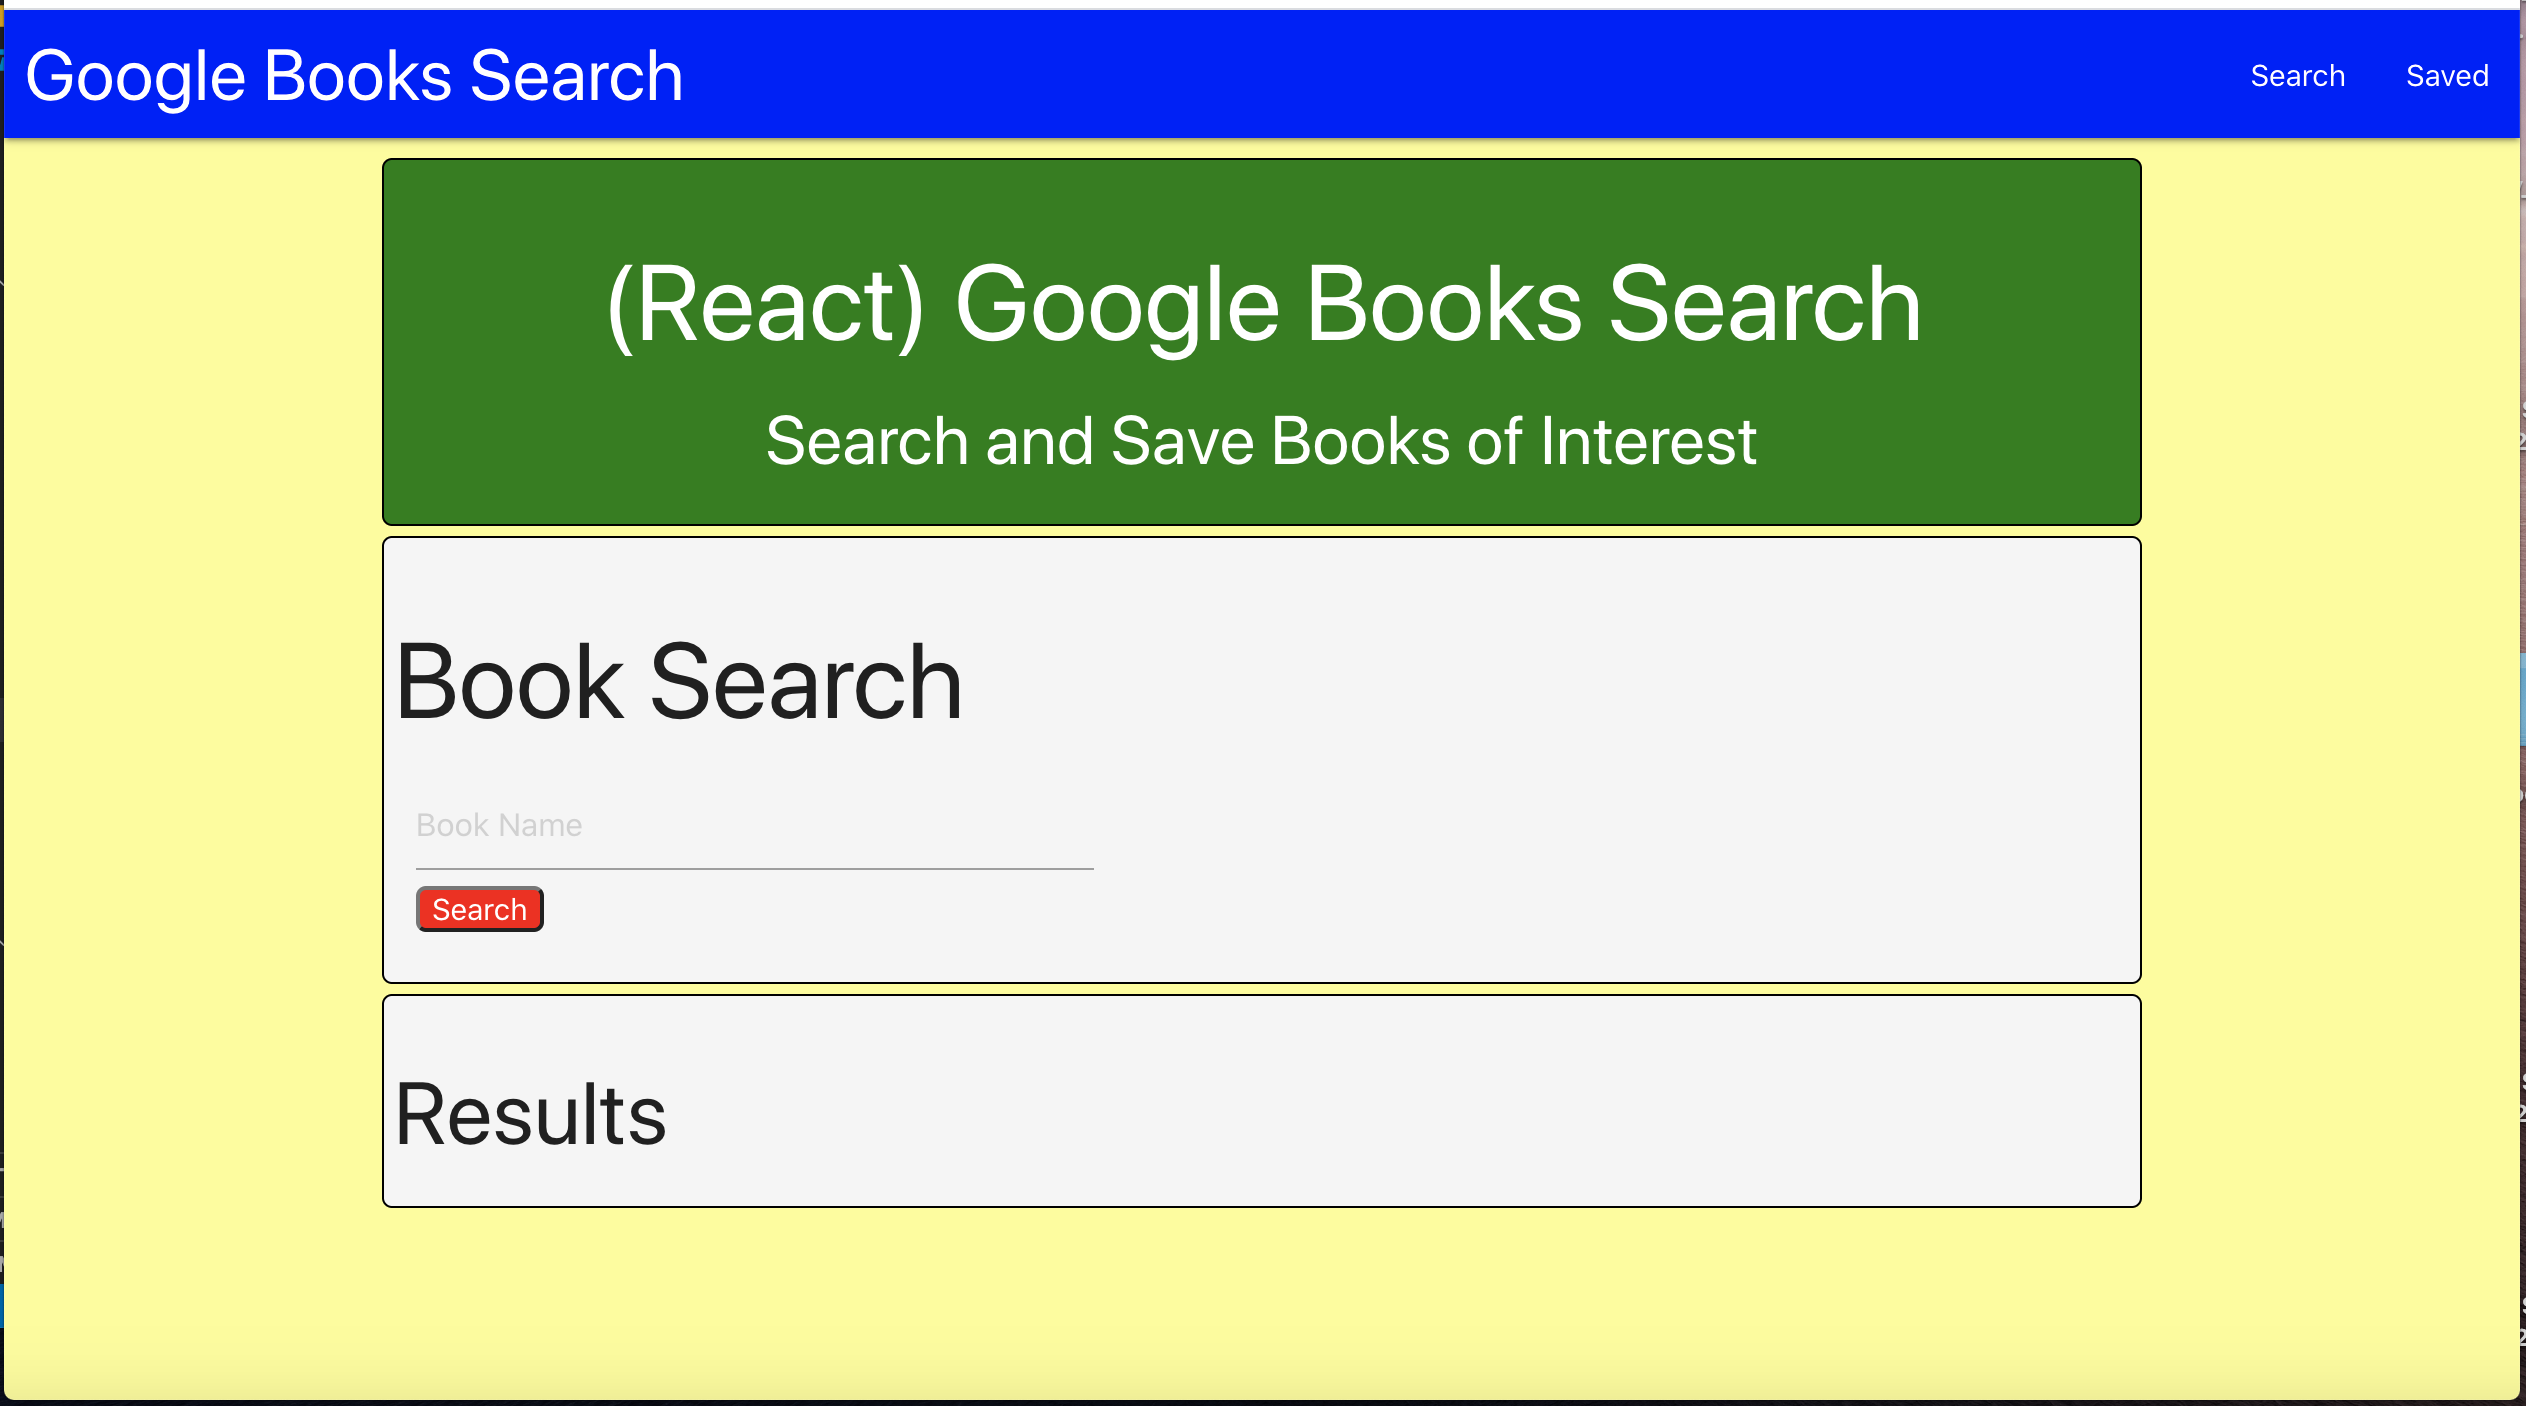 Google Books Search
Search
Saved
(React) Google Books Search
Search and Save Books of Interest
Book Search
Book Name
Search
Results